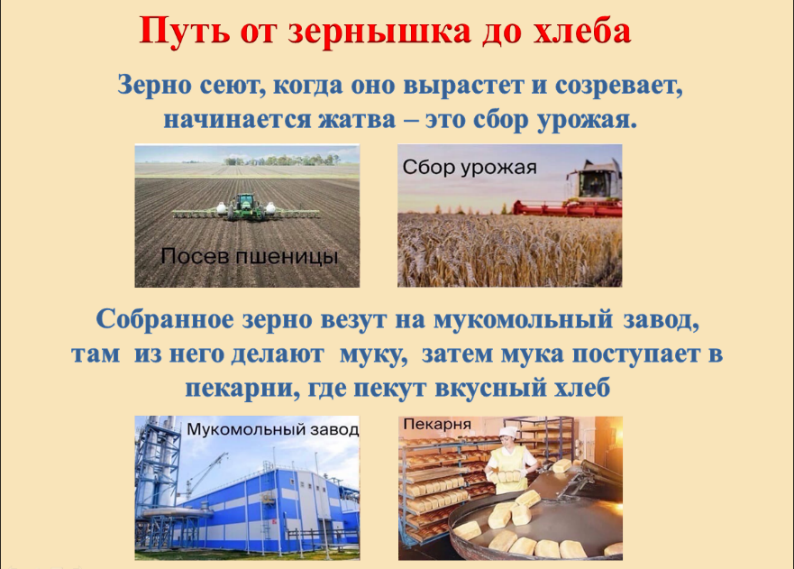 Путь от зернышка до хлеба
Зерно сеют, когда оно вырастет и созревает,
начинается жатва – это сбор урожая.
Посев пшеницы
Сбор урожая
Собранное зерно везут на мукомольный завод,
там из него делают муку, затем мука поступает в
пекарни, где пекут вкусный хлеб
Мукомольный завод
Пекарня